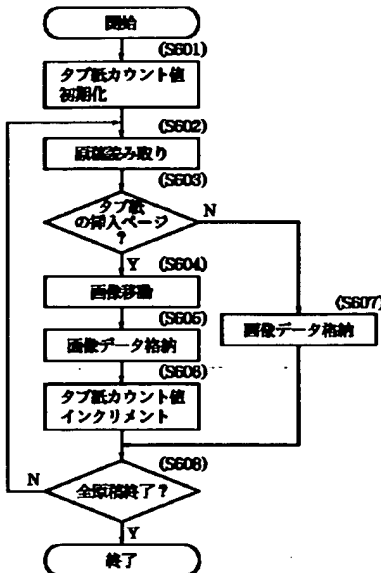 開始
(S601)
タブ紙カウント値
初期化
(S602)
原稿読み取り
(S603)
タブ紙
の挿入ページ
?
N
Y
(S604)
画像移動
(S605)
画像データ格納
(S607)
画像データ格納
(S606)
タブ紙カウント値
インクリメント
(S608)
全原稿終了?
N
Y
終了